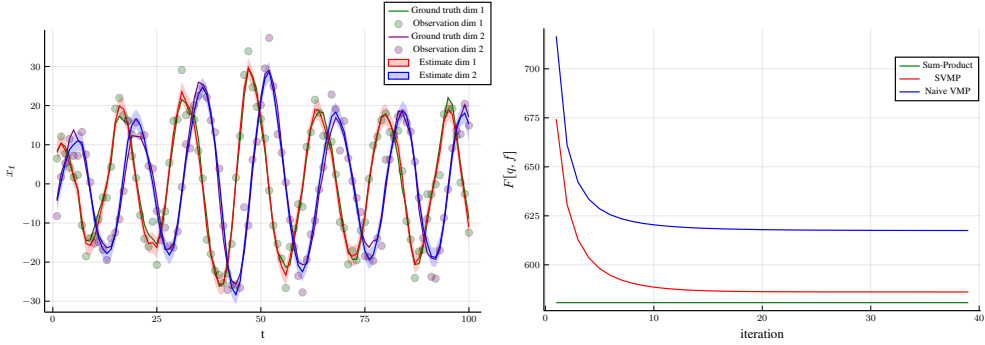 Ground truth dim 1
Observation dim 1
Ground truth dim 2
Observation dim 2
Estimate dim 1
Estimate dim 2
30
20
10
0
−10
−20
−30
x_t
0
25
50
75
100
t
Sum-Product
SVMP
Naive VMP
700
675
650
625
600
F[q, f]
0
10
20
30
40
iteration